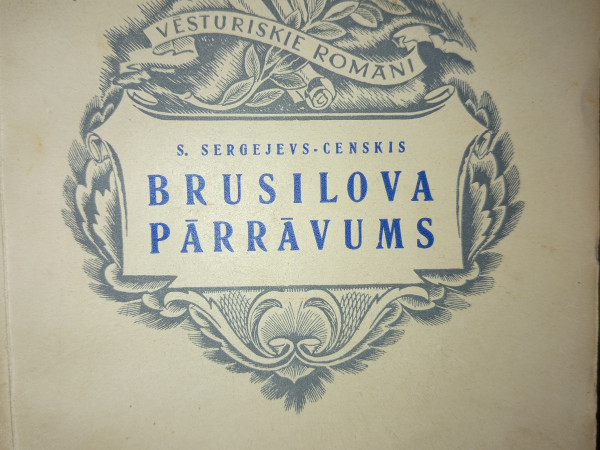 VĒSTURISKIE ROMĀNI
S. SERGEJEVS-CENSKIS
BRUSILOVA
PĀRRĀVUMS